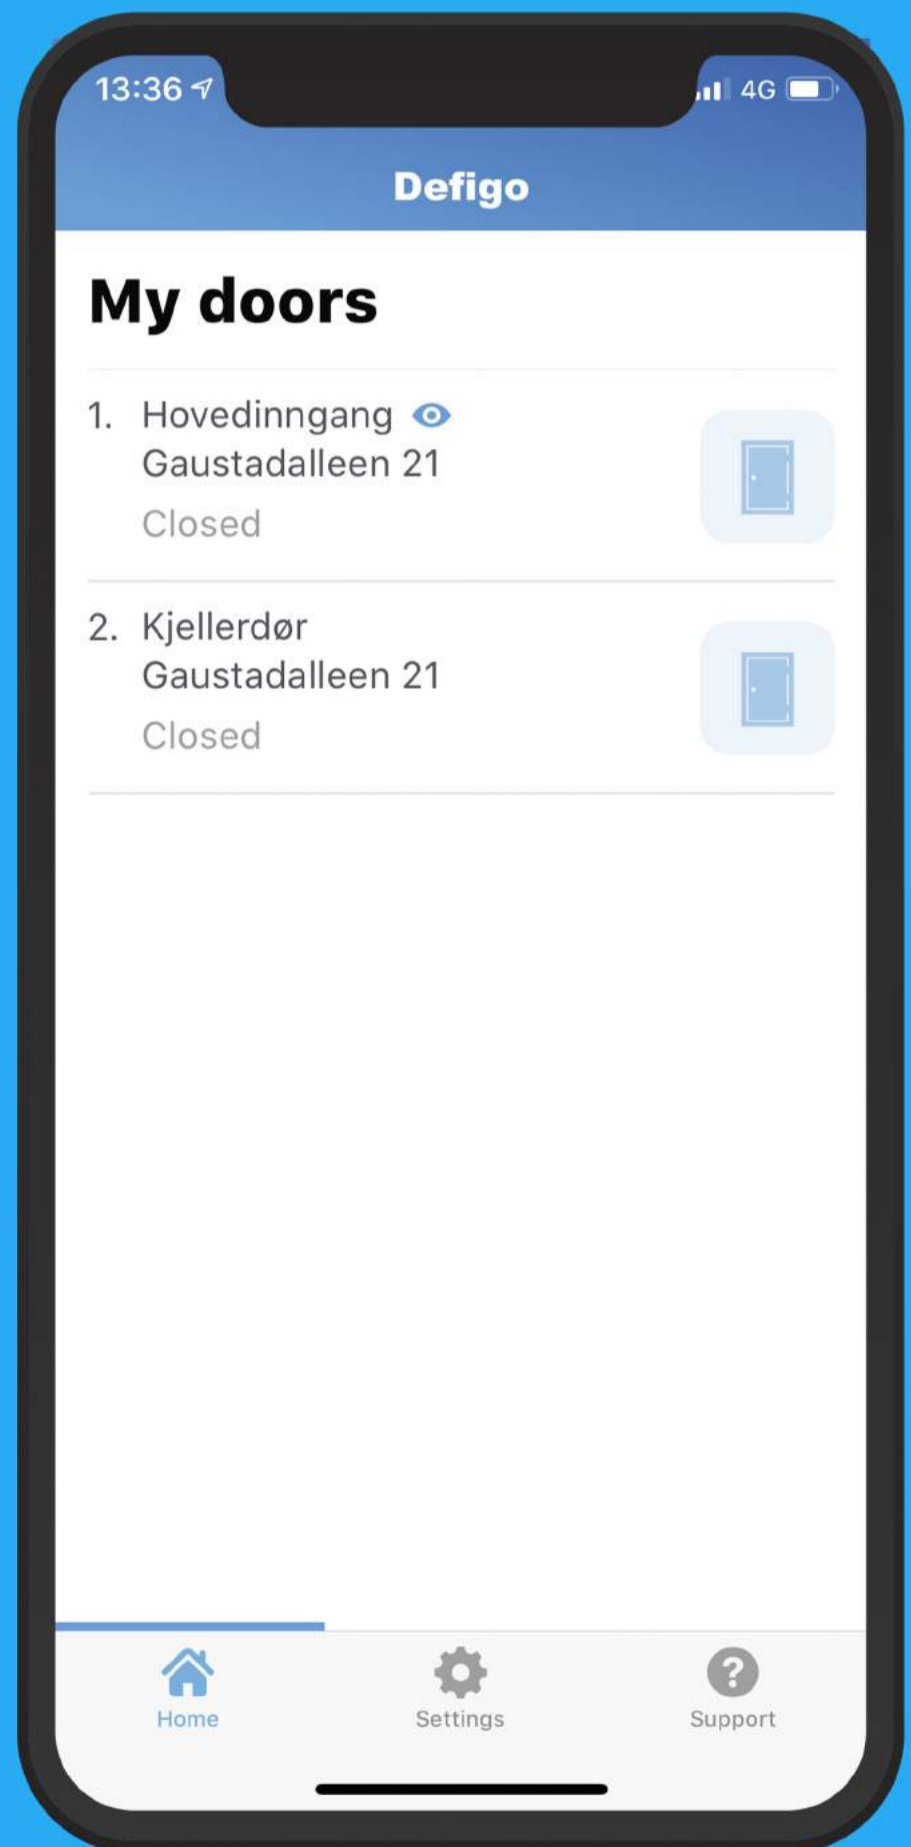 13:36
4G
Defigo
My doors
1. Hovedinngang
Gaustadalleen 21
Closed
2. Kjellerdør
Gaustadalleen 21
Closed
Home
Settings
Support